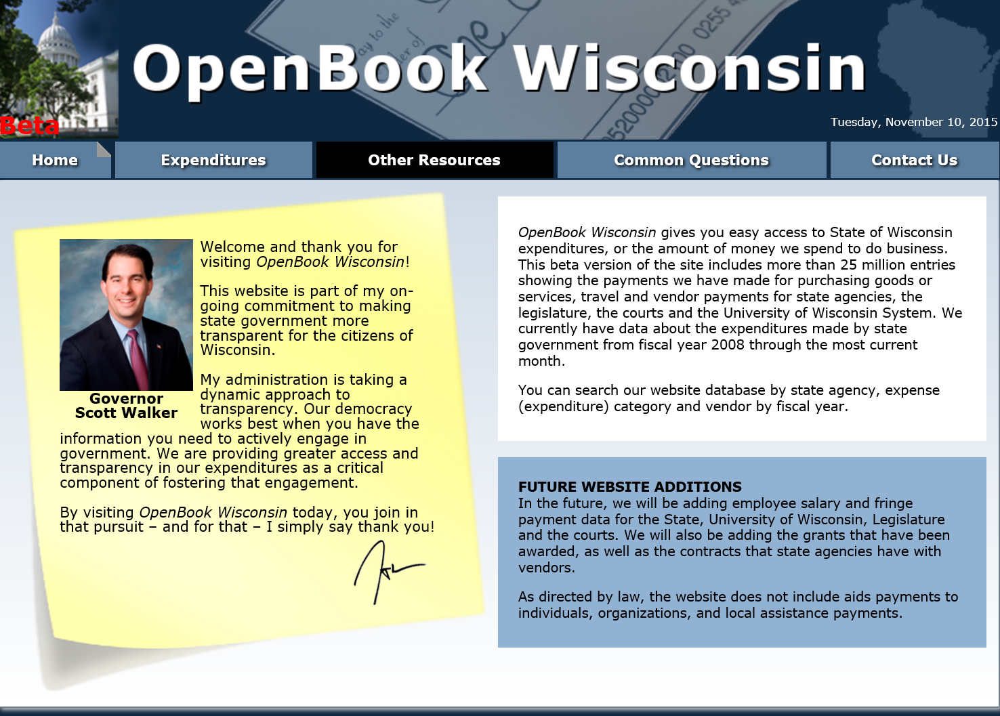 OpenBook Wisconsin
Beta
Tuesday, November 10, 2015
Home
Expenditures
Other Resources
Common Questions
Contact Us
Pay to the
Order of
The
Welcome and thank you for
visiting OpenBook Wisconsin!
This website is part of my on-
going commitment to making
state government more
transparent for the citizens of
Wisconsin.
My administration is taking a
dynamic approach to
transparency. Our democracy
works best when you have the
Governor
Scott Walker
information you need to actively engage in
government. We are providing greater access and
transparency in our expenditures as a critical
component of fostering that engagement.
By visiting OpenBook Wisconsin today, you join in
that pursuit – and for that – I simply say thank you!
OpenBook Wisconsin gives you easy access to State of Wisconsin
expenditures, or the amount of money we spend to do business.
This beta version of the site includes more than 25 million entries
showing the payments we have made for purchasing goods or
services, travel and vendor payments for state agencies, the
legislature, the courts and the University of Wisconsin System. We
currently have data about the expenditures made by state
government from fiscal year 2008 through the most current
month.
You can search our website database by state agency, expense
(expenditure) category and vendor by fiscal year.
FUTURE WEBSITE ADDITIONS
In the future, we will be adding employee salary and fringe
payment data for the State, University of Wisconsin, Legislature
and the courts. We will also be adding the grants that have been
awarded, as well as the contracts that state agencies have with
vendors.
As directed by law, the website does not include aids payments to
individuals, organizations, and local assistance payments.